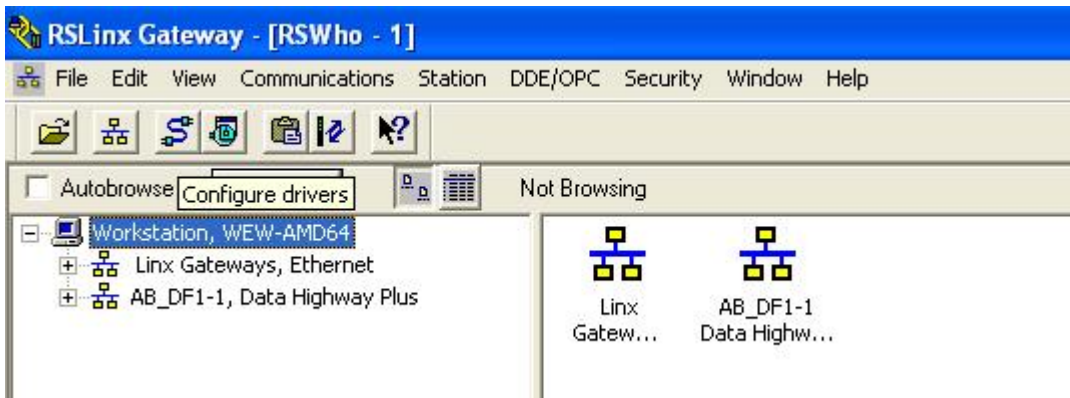 RSLinx Gateway - [RSWho - 1]
File Edit View Communications Station DDE/OPC Security Window Help
Autobrowse Configure drivers Not Browsing
Workstation, WEW-AMD64
Linx Gateways, Ethernet
AB_DF1-1, Data Highway Plus
Linx
Gatew...
AB_DF1-1
Data Highw...